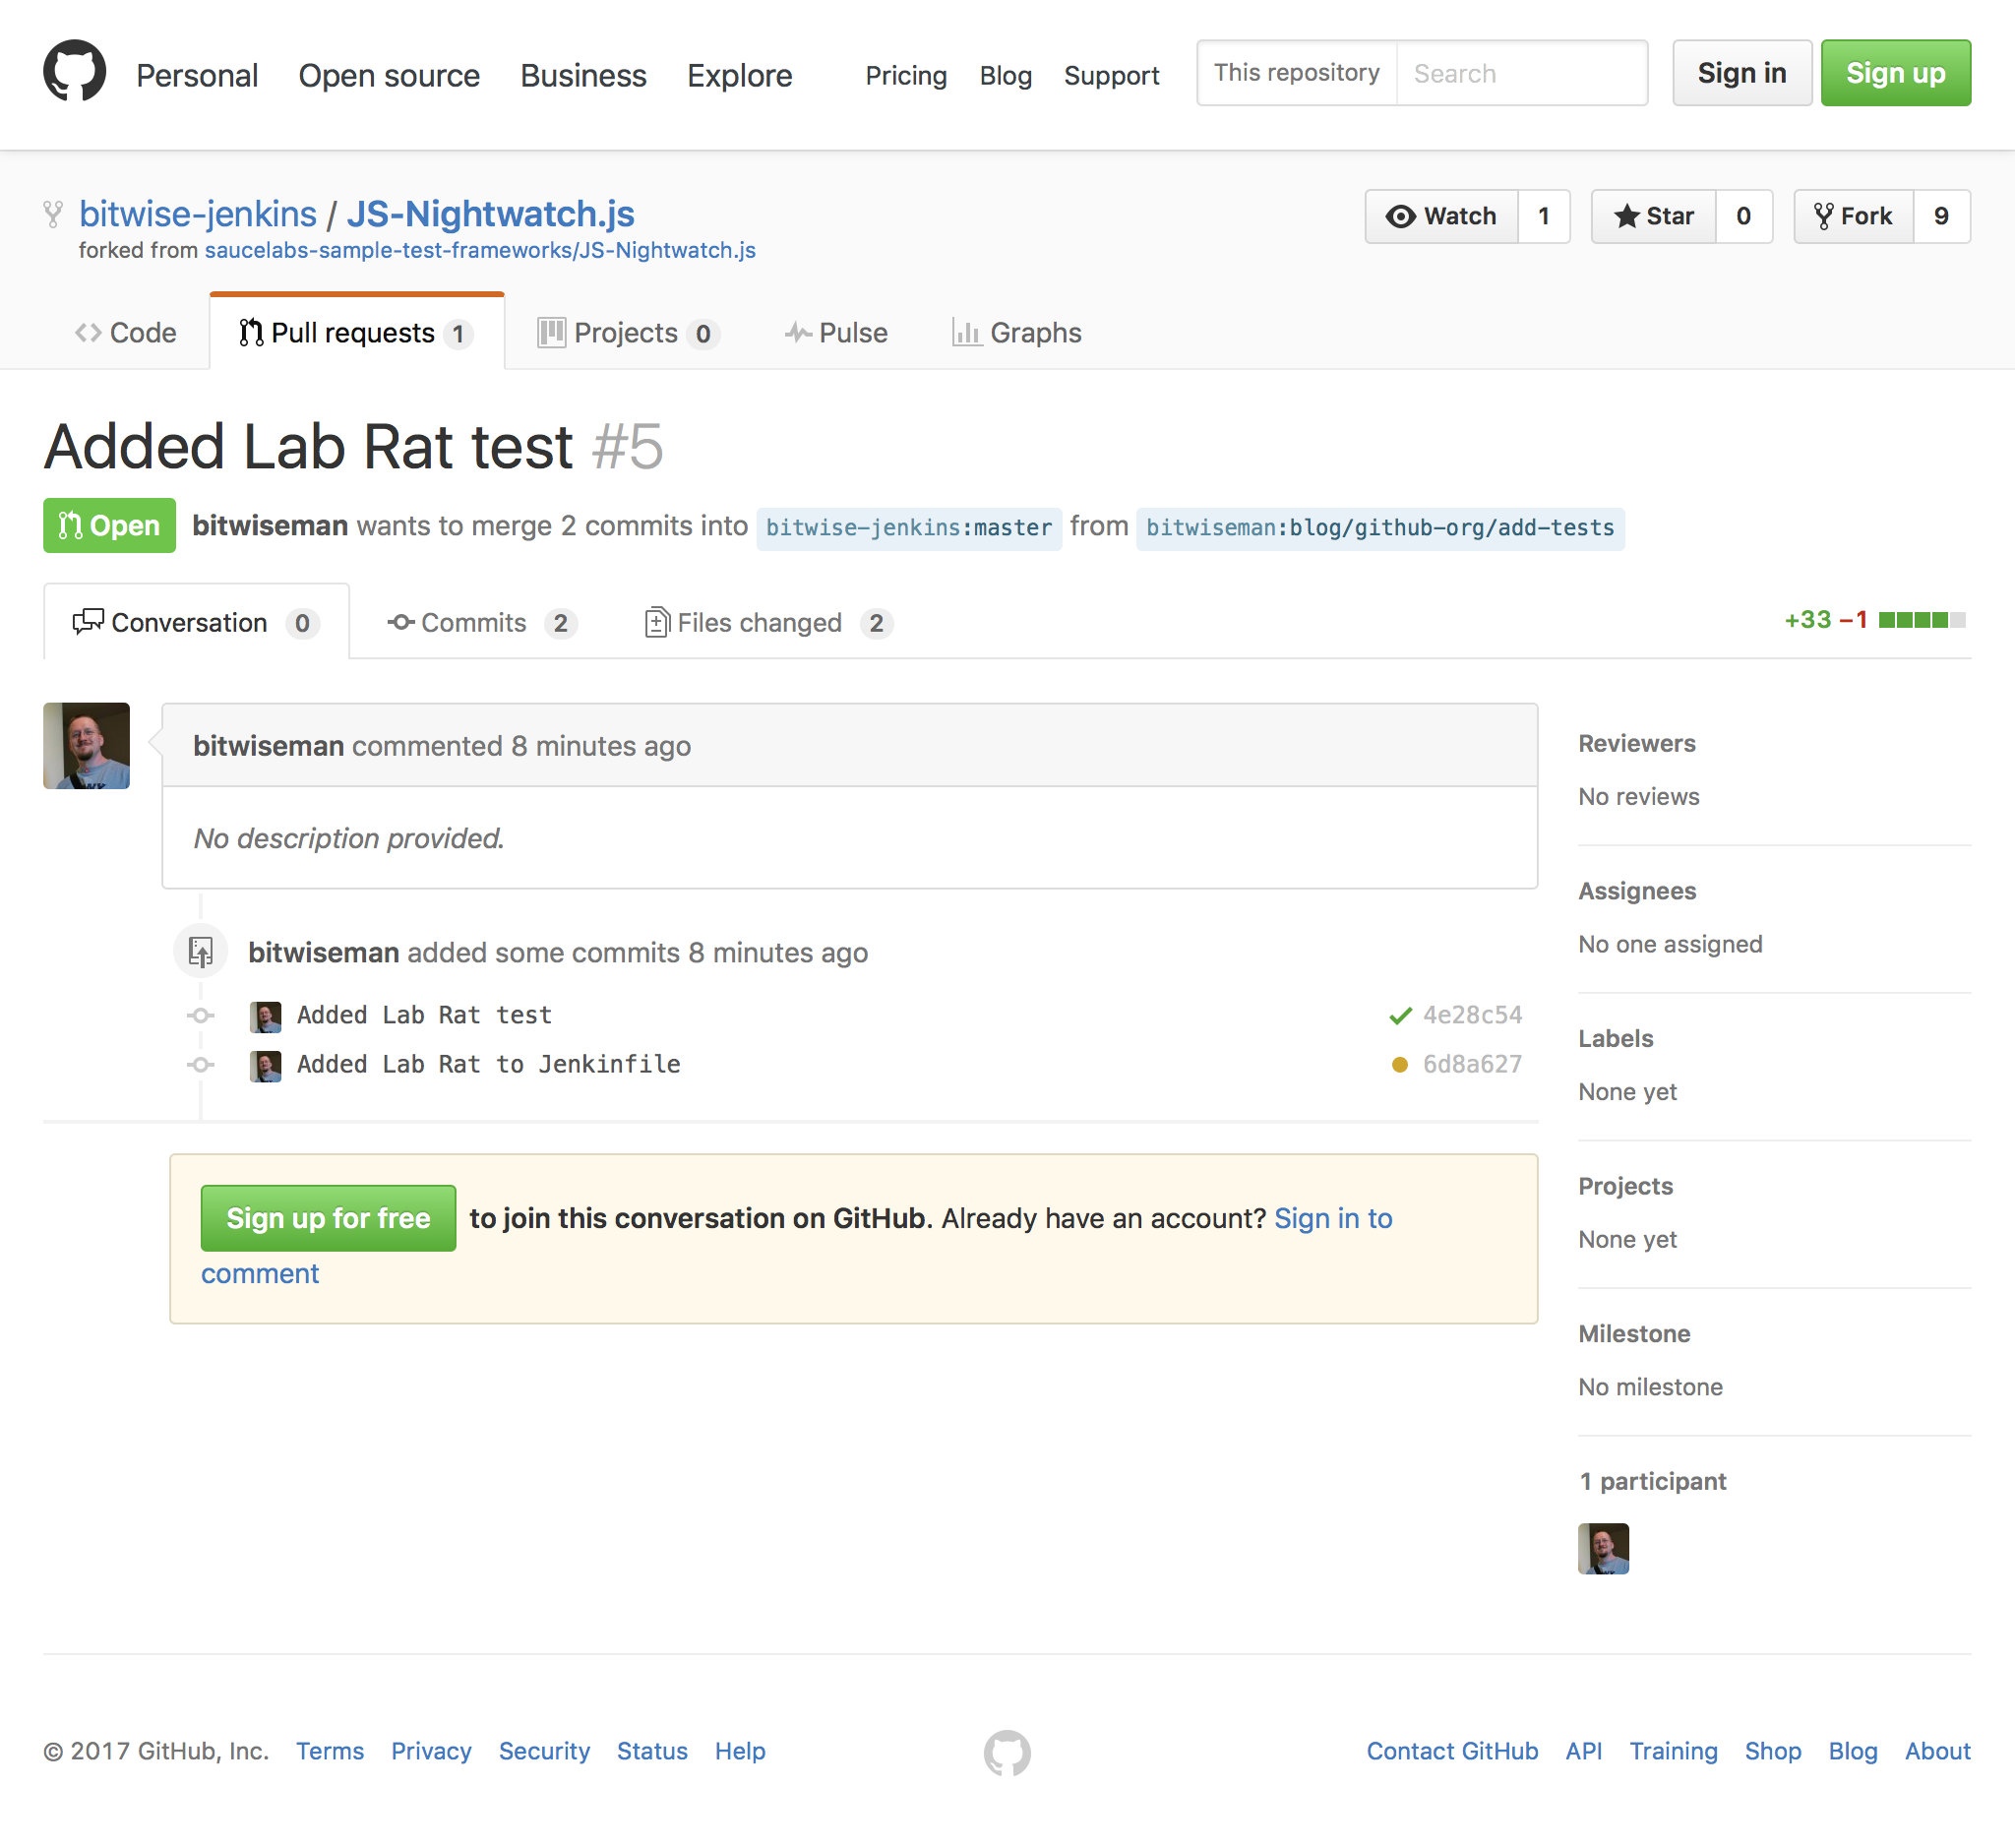 Personal Open source Business Explore Pricing Blog Support This repository Search Sign in Sign up
bitwise-jenkins / JS-Nightwatch.js Watch 1 Star 0 Fork 9
forked from saucelabs-sample-test-frameworks/JS-Nightwatch.js
Code Pull requests 1 Projects 0 Pulse Graphs
Added Lab Rat test #5
Open bitwiseman wants to merge 2 commits into bitwise-jenkins:master from bitwiseman:blog/github-org/add-tests
Conversation 0 Commits 2 Files changed 2 +33 −1
bitwiseman commented 8 minutes ago
No description provided.
bitwiseman added some commits 8 minutes ago
Added Lab Rat test 4e28c54
Added Lab Rat to Jenkinfile 6d8a627
Sign up for free to join this conversation on GitHub. Already have an account? Sign in to
comment
Reviewers
No reviews
Assignees
No one assigned
Labels
None yet
Projects
None yet
Milestone
No milestone
1 participant
© 2017 GitHub, Inc. Terms Privacy Security Status Help Contact GitHub API Training Shop Blog About